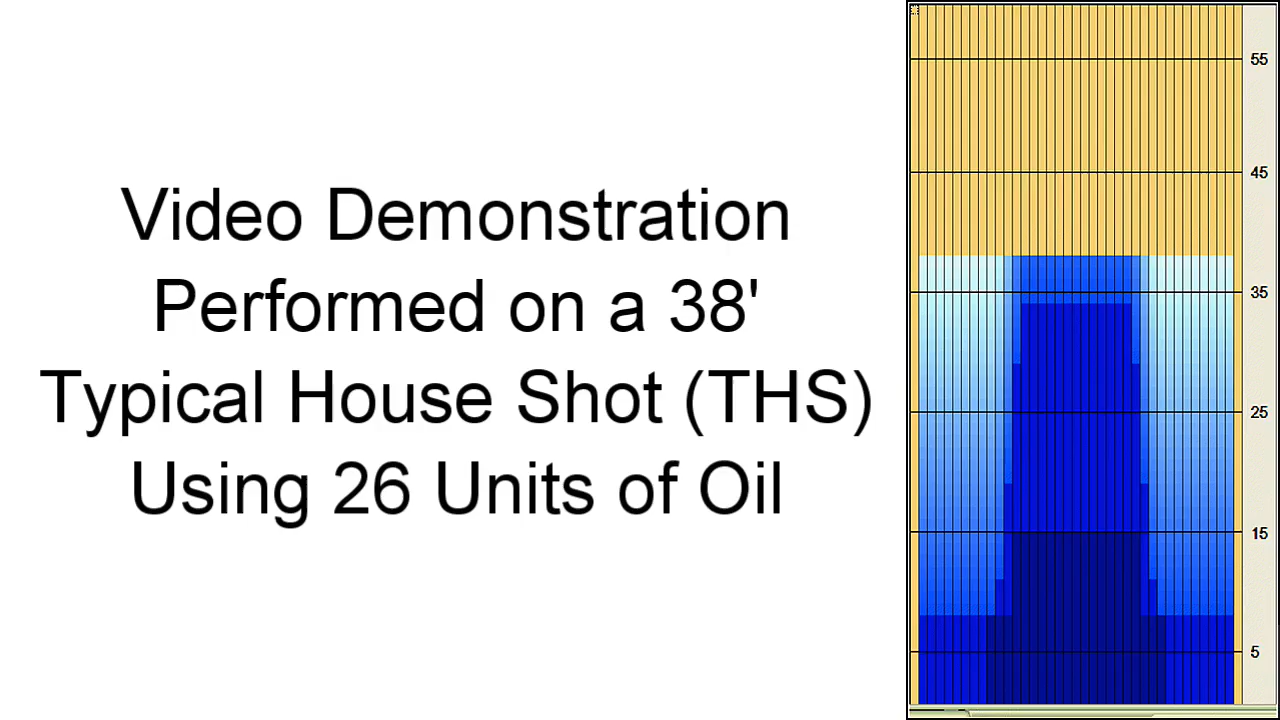 Video Demonstration
Performed on a 38'
Typical House Shot (THS)
Using 26 Units of Oil
55
45
35
25
15
5